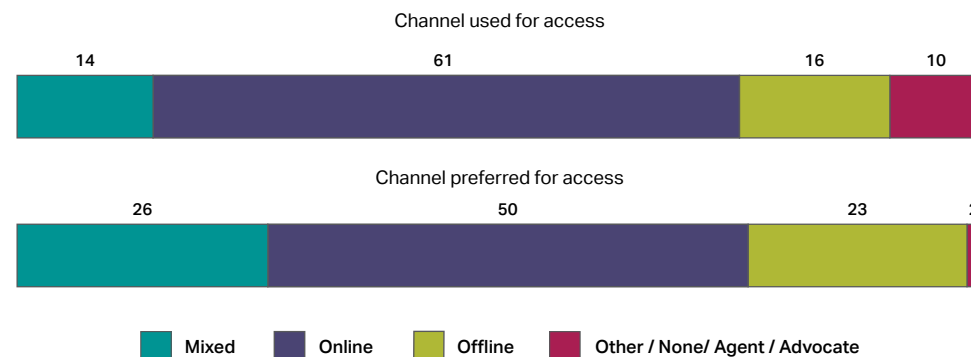 Channel used for access
14 61 16 10
Channel preferred for access
26 50 23
Mixed Online Offline Other / None/ Agent / Advocate